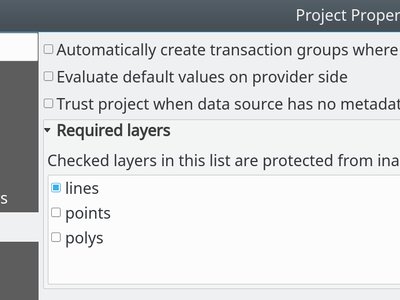 Project Proper
Automatically create transaction groups where
Evaluate default values on provider side
Trust project when data source has no metadat
Required layers
Checked layers in this list are protected from ina
lines
s
points
polys